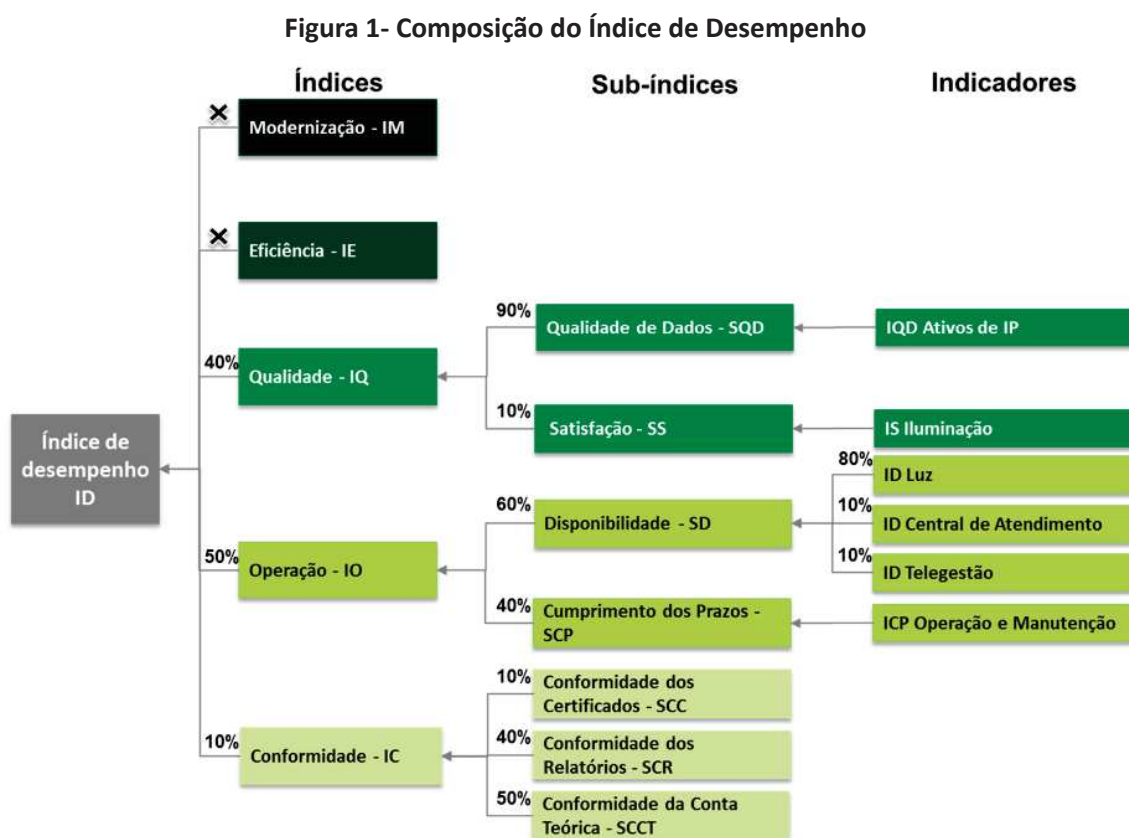 Figura 1- Composição do Índice de Desempenho
Índices
Sub-índices
Indicadores
×
Modernização - IM
×
Eficiência - IE
90%
Qualidade de Dados - SQD
IQD Ativos de IP
40%
Qualidade - IQ
10%
Satisfação - SS
IS Iluminação
Índice de
desempenho
ID
80%
ID Luz
60%
Disponibilidade - SD
10%
ID Central de Atendimento
10%
ID Telegestão
50%
Operação - IO
40%
Cumprimento dos Prazos -
SCP
ICP Operação e Manutenção
10%
Conformidade dos
Certificados - SCC
10%
Conformidade - IC
40%
Conformidade dos
Relatórios - SCR
50%
Conformidade da Conta
Teórica - SCCT